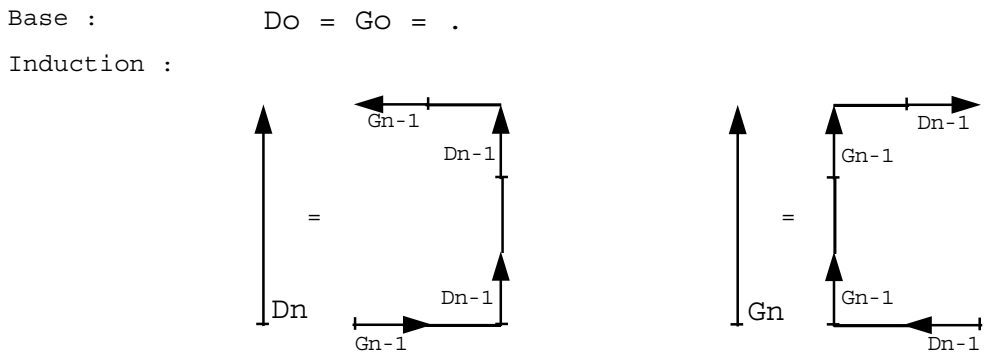 Base : Do = Go = .
Induction :
Gn-1 Dn-1
Dn-1 Gn-1
= =
Dn Dn-1 Gn Gn-1
Gn-1 Dn-1